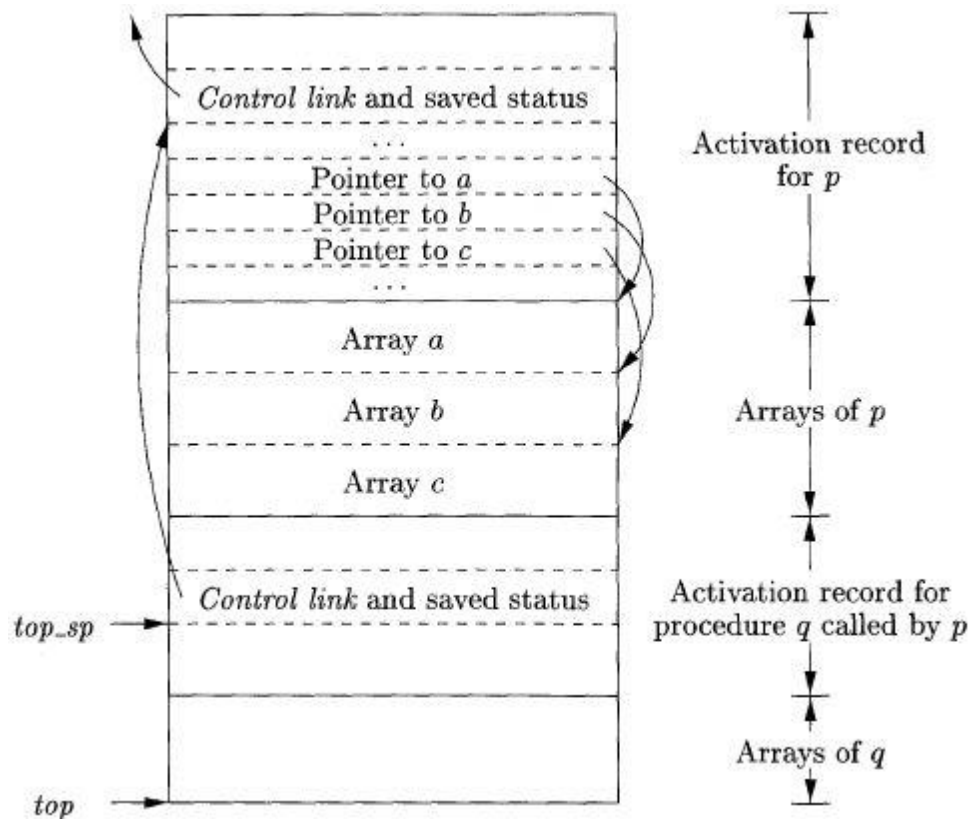 Control link and saved status
. . .
Pointer to a
Pointer to b
Pointer to c
. . .
Array a
Array b
Array c
Control link and saved status
top_sp
top
Activation record
for p
Arrays of p
Activation record for
procedure q called by p
Arrays of q